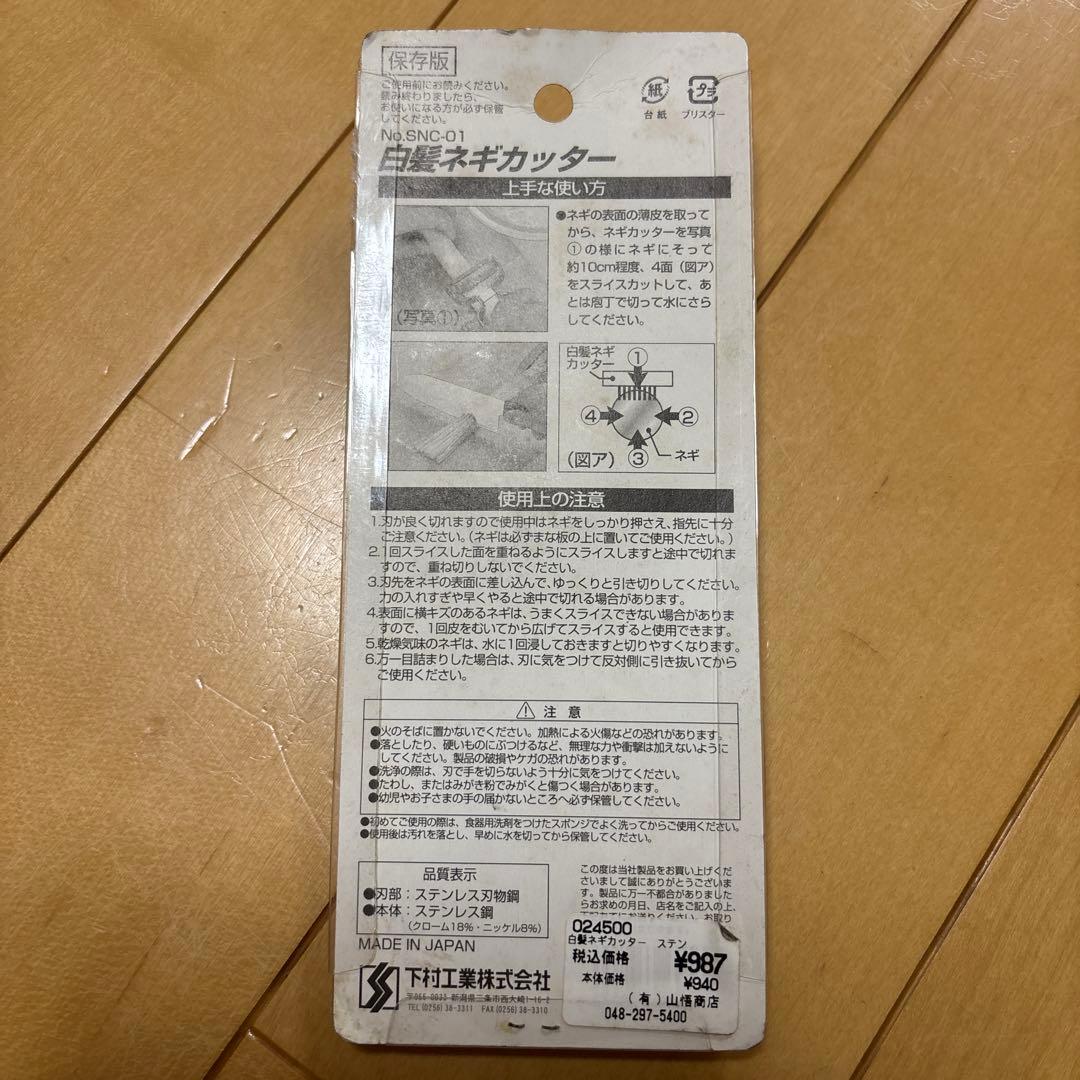 保存版
ご使用前にお読みください。
読み終わりましたら、
お使いになる方が必ず保管
してください。
紙
台紙
プラ
ブリスター
No.SNC-01
白髪ネギカッター
上手な使い方
(写真①)
●ネギの表面の薄皮を取って
から、ネギカッターを写真
①の様にネギにそって
約10cm程度、4面(図ア)
をスライスカットして、あ
とは庖丁で切って水にさら
してください。
白髪ネギ
カッター
①
④
②
③
ネギ
(図ア)
使用上の注意
1.刃が良く切れますので使用中はネギをしっかり押さえ、指先に十分
ご注意ください。(ネギは必ずまな板の上に置いてご使用ください。)
2.1回スライスした面を重ねるようにスライスしますと途中で切れま
すので、重ね切りしないでください。
3.刃先をネギの表面に差し込んで、ゆっくりと引き切りしてください。
力の入れすぎや早くやると途中で切れる場合があります。
4.表面に横キズのあるネギは、うまくスライスできない場合がありま
すので、1回皮をむいてから広げてスライスすると使用できます。
5.乾燥気味のネギは、水に1回浸しておきますと切りやすくなります。
6.万一目詰まりした場合は、刃に気をつけて反対側に引き抜いてから
ご使用ください。
注意
●火のそばに置かないでください。加熱による火傷などの恐れがあります。
●落としたり、硬いものにぶつけるなど、無理な力や衝撃は加えないように
してください。製品の破損やケガの恐れがあります。
●洗浄の際は、刃で手を切らないよう十分に気をつけてください。
●たわし、またはみがき粉でみがくと傷つく場合があります。
●幼児やお子さまの手の届かないところへ必ず保管してください。
●初めてご使用の際は、食器用洗剤をつけたスポンジでよく洗ってからご使用ください。
●使用後は汚れを落とし、早めに水を切ってから保管してください。
品質表示
●刃部:ステンレス刃物鋼
●本体:ステンレス鋼
(クローム18%・ニッケル8%)
MADE IN JAPAN
下村工業株式会社
〒955-0033 新潟県三条市西大崎1-16-2
TEL(0256)38-3311 FAX(0256)38-3310
この度は当社製品をお買い上げくだ
さいまして誠にありがとうございま
す。製品に万一不都合がありました
らお求めの月日、店名をご記入の上、
024500
白髪ネギカッター ステン
税込価格 ¥987
本体価格 ¥940
(有)山悟商店
048-297-5400